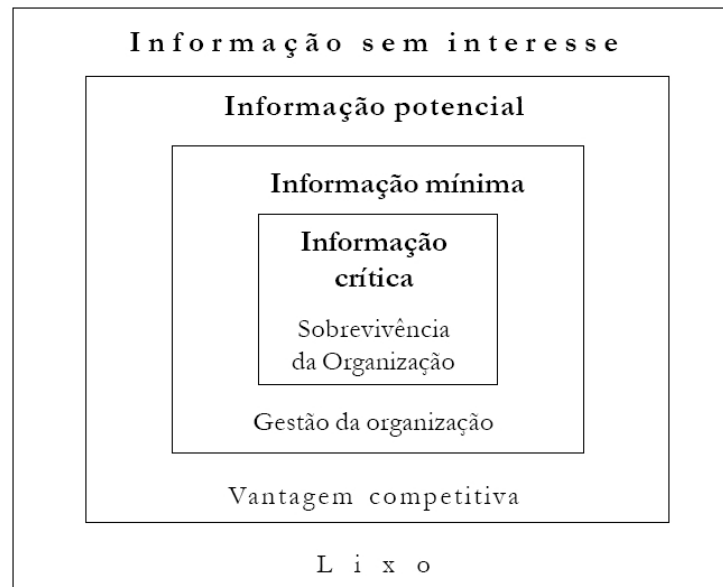 Informação sem interesse
Informação potencial
Informação mínima
Informação
crítica
Sobrevivência
da Organização
Gestão da organização
Vantagem competitiva
Lixo